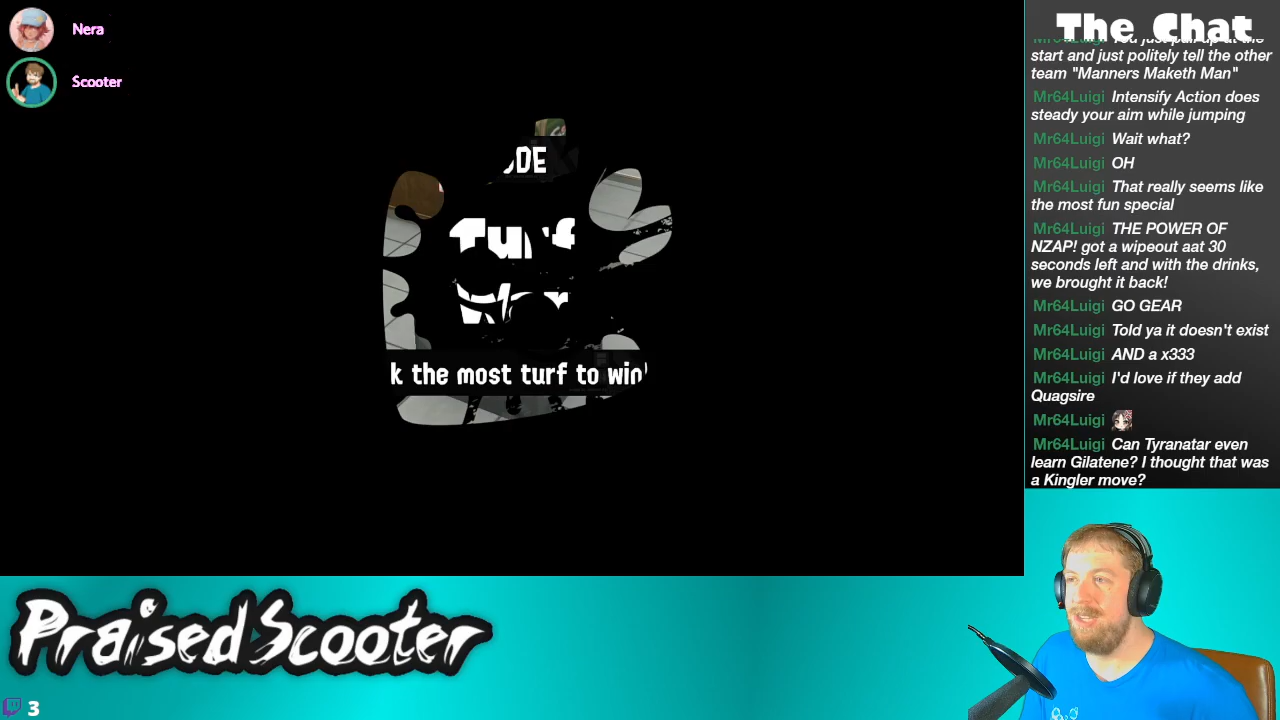 Nera
Scooter
ODE
Turf
War
k the most turf to win!
The Chat
start and just politely tell the other
team "Manners Maketh Man"
Mr64Luigi Intensify Action does
steady your aim while jumping
Mr64Luigi Wait what?
Mr64Luigi OH
Mr64Luigi That really seems like
the most fun special
Mr64Luigi THE POWER OF
NZAP! got a wipeout aat 30
seconds left and with the drinks,
we brought it back!
Mr64Luigi GO GEAR
Mr64Luigi Told ya it doesn't exist
Mr64Luigi AND a x333
Mr64Luigi I'd love if they add
Quagsire
Mr64Luigi
Mr64Luigi Can Tyranatar even
learn Gilatene? I thought that was
a Kingler move?
PraisedScooter
3